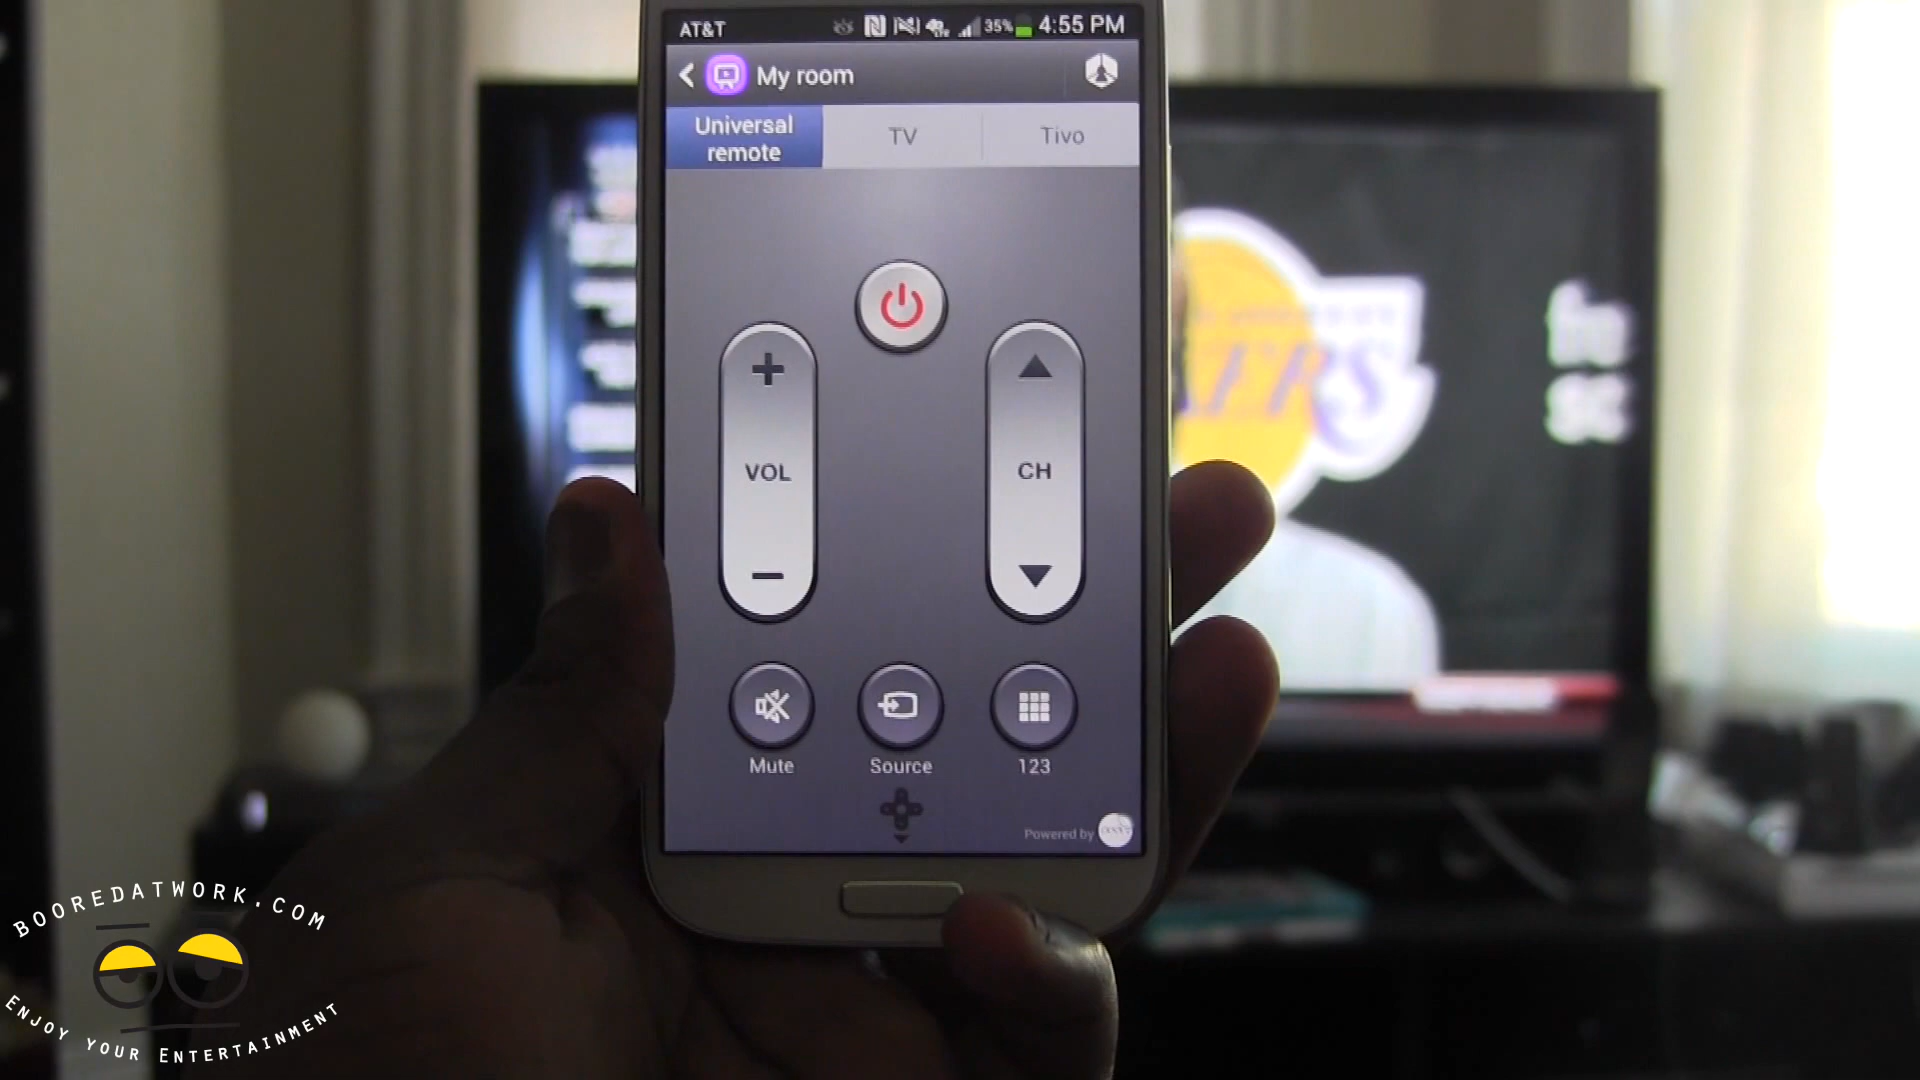 AT&T 35% 4:55 PM
My room
Universal
remote
TV
Tivo
VOL
CH
Mute
Source
123
Powered by
BOOREDATWORK.COM
ENJOY YOUR ENTERTAINMENT